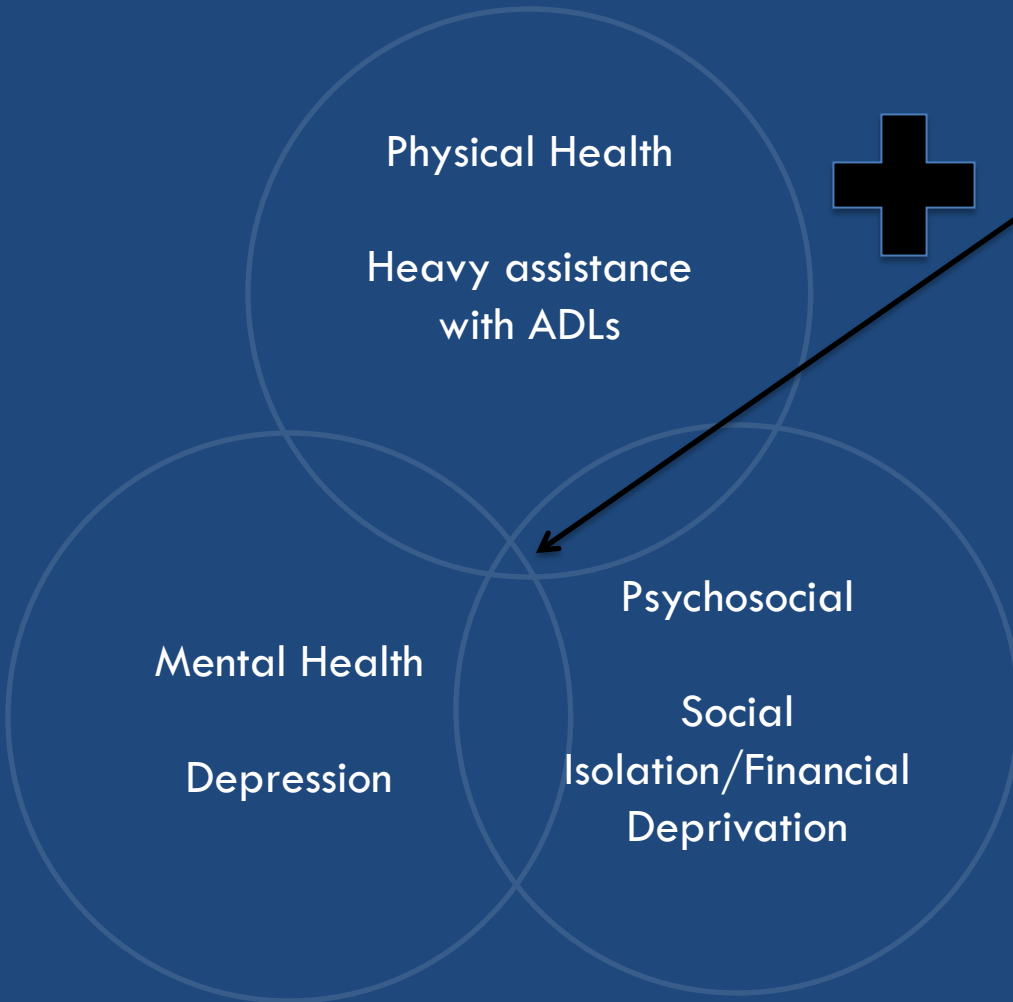 Physical Health
Heavy assistance
with ADLs
Mental Health
Depression
Psychosocial
Social
Isolation/Financial
Deprivation